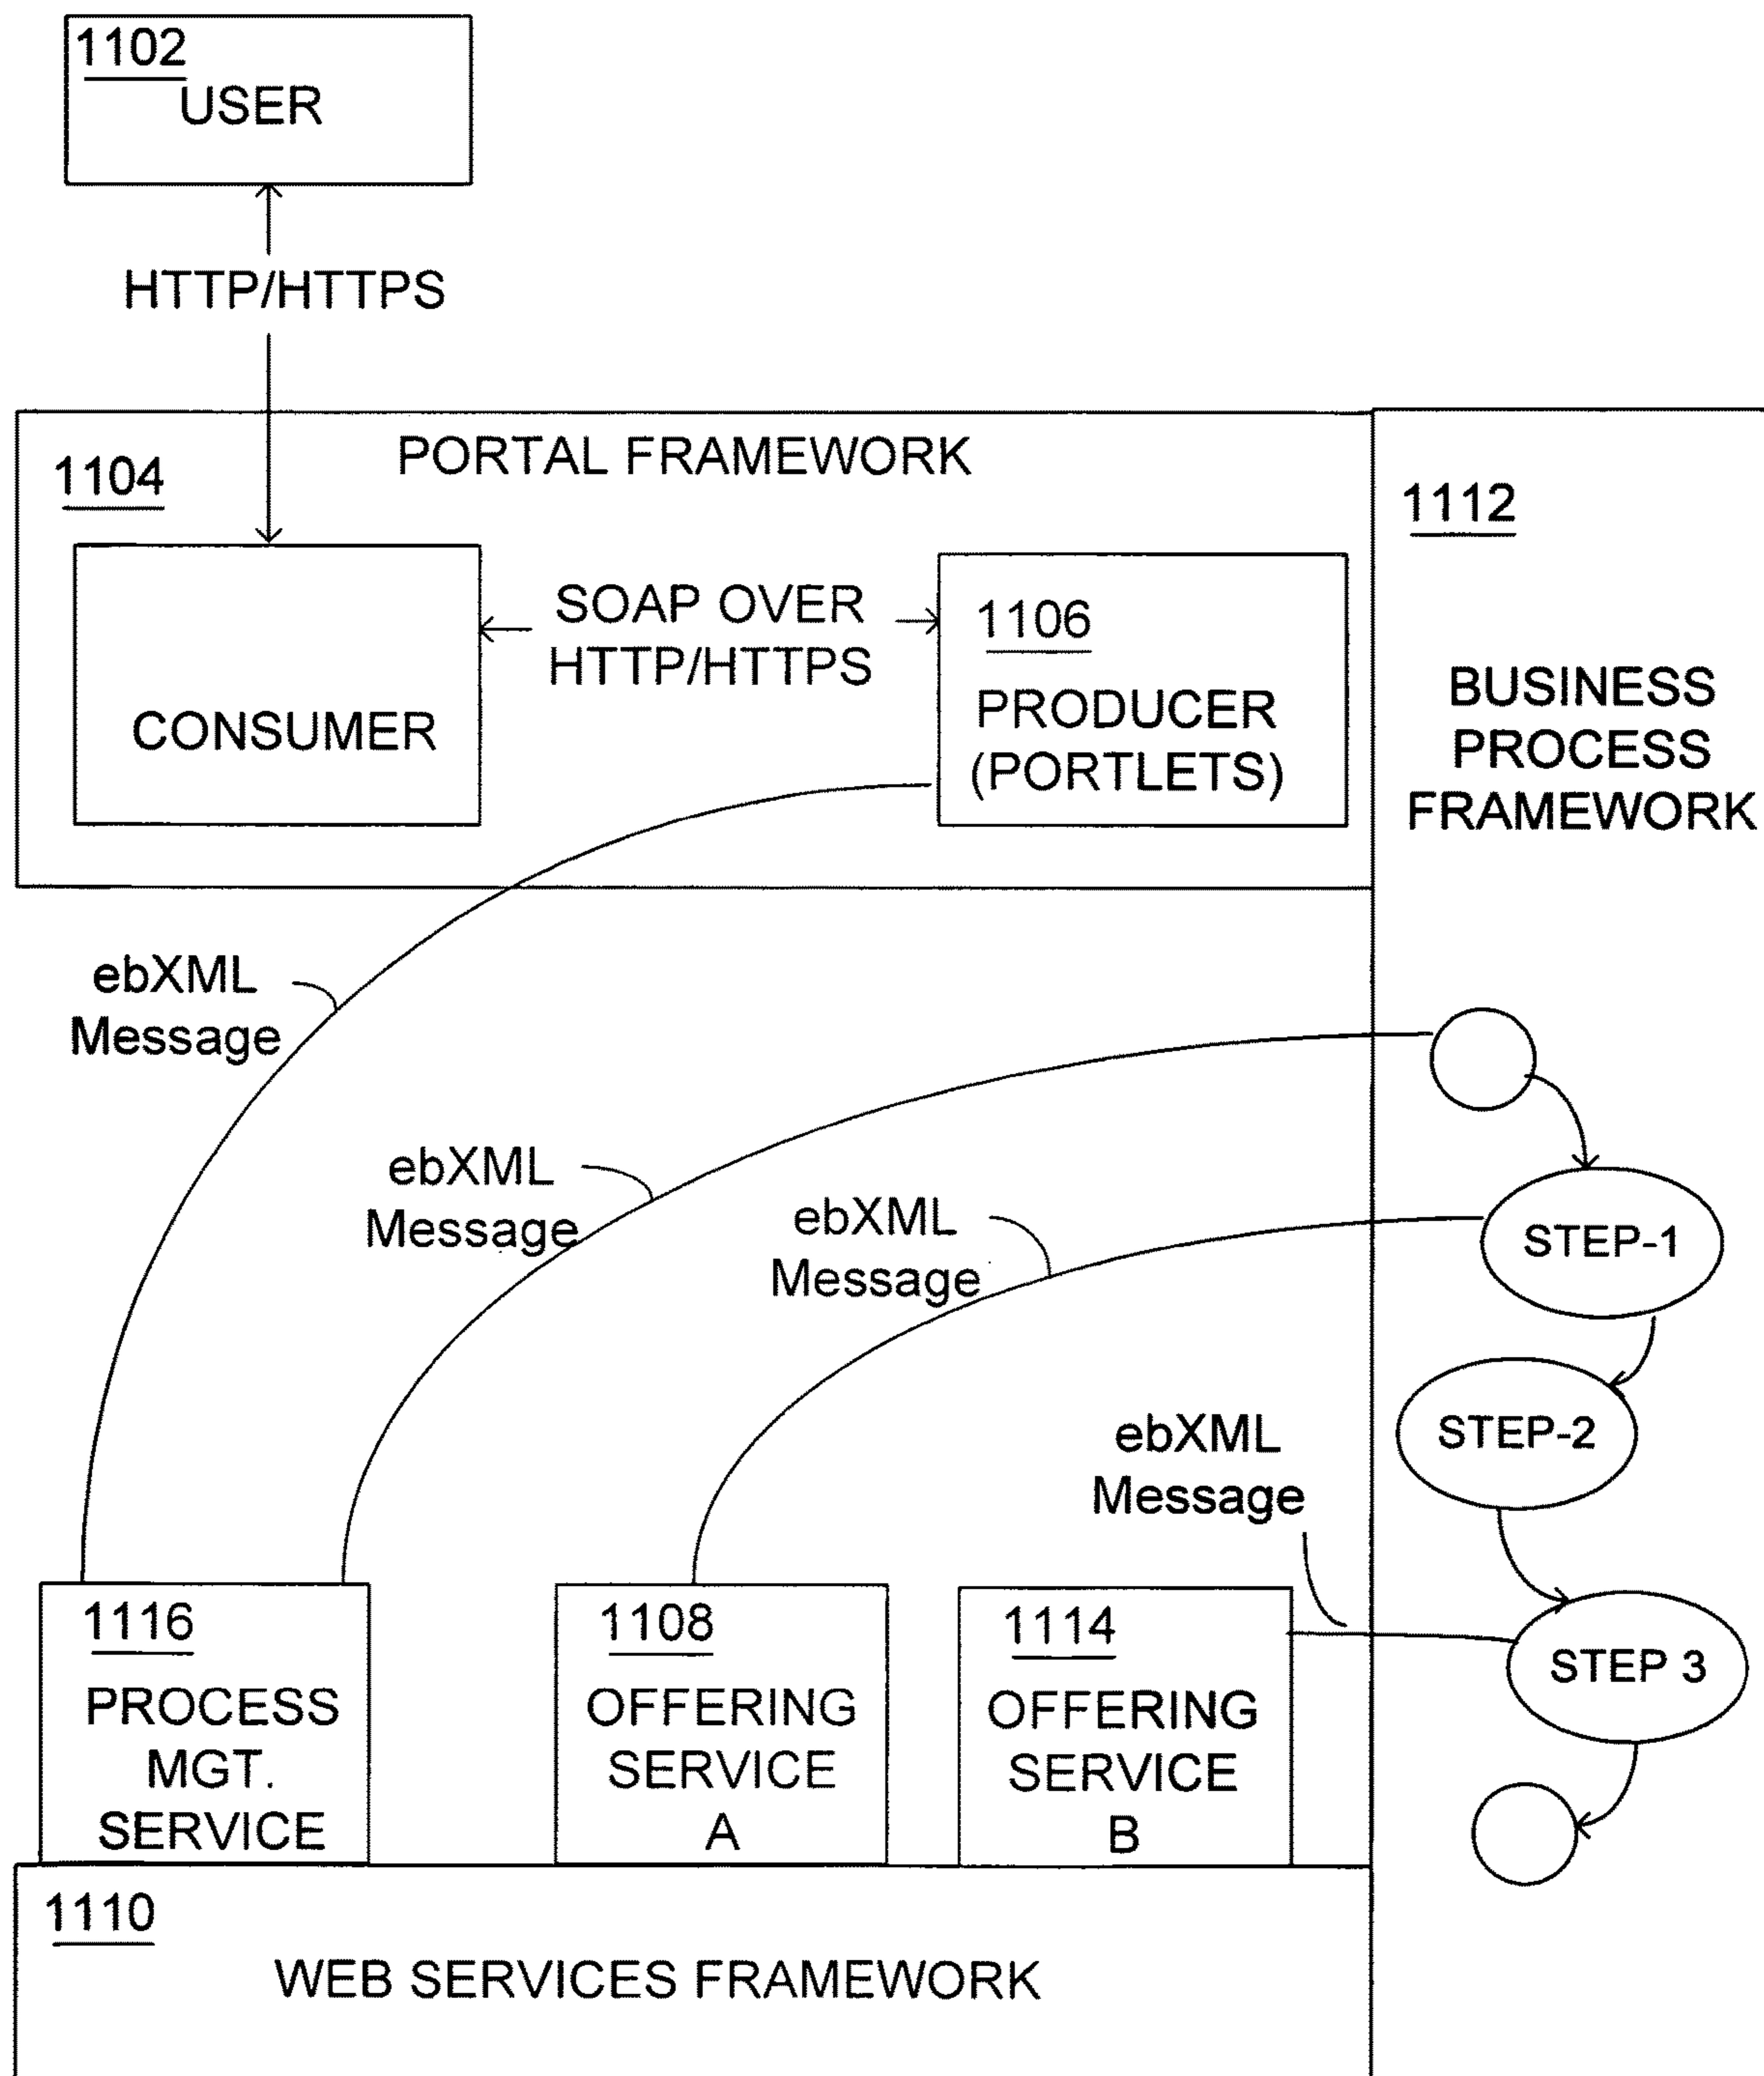 1102
USER
HTTP/HTTPS
PORTAL FRAMEWORK
1104
CONSUMER
SOAP OVER
HTTP/HTTPS
1106
PRODUCER
(PORTLETS)
1112
BUSINESS
PROCESS
FRAMEWORK
ebXML
Message
ebXML
Message
ebXML
Message
ebXML
Message
STEP-1
STEP-2
STEP 3
1116
PROCESS
MGT.
SERVICE
1108
OFFERING
SERVICE
A
1114
OFFERING
SERVICE
B
1110
WEB SERVICES FRAMEWORK